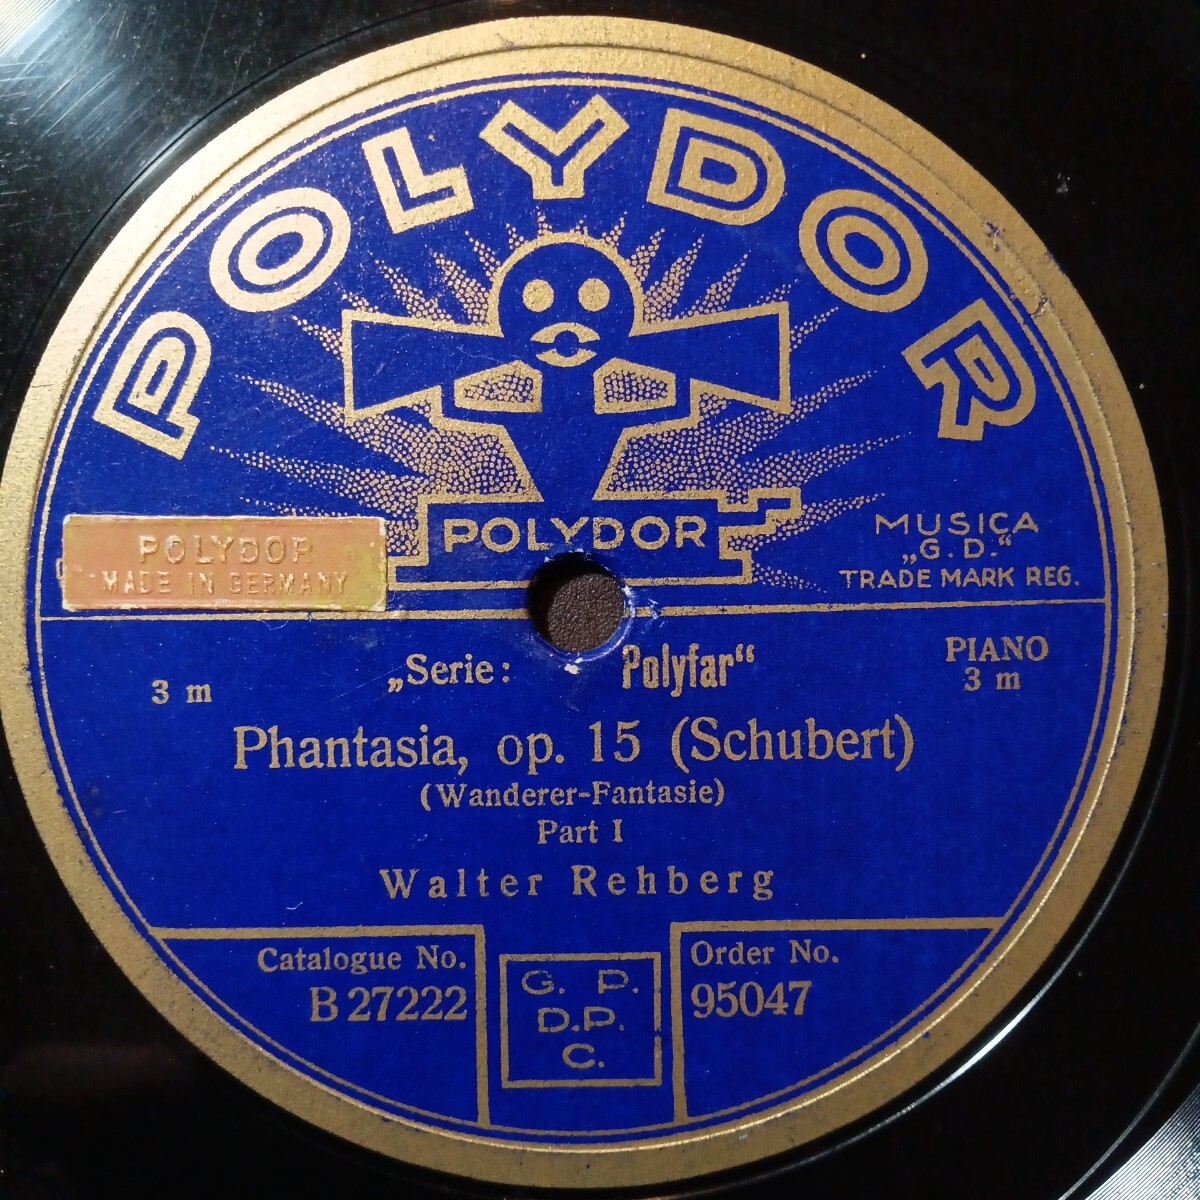 POLYDOR
POLYDOR
MUSICA
„G.D.“
TRADE MARK REG.
POLYDOR
MADE IN GERMANY
3 m
„Serie: Polyfar“
PIANO
3 m
Phantasia, op. 15 (Schubert)
(Wanderer-Fantasie)
Part I
Walter Rehberg
Catalogue No.
B 27222
G. P.
D.P.
C.
Order No.
95047